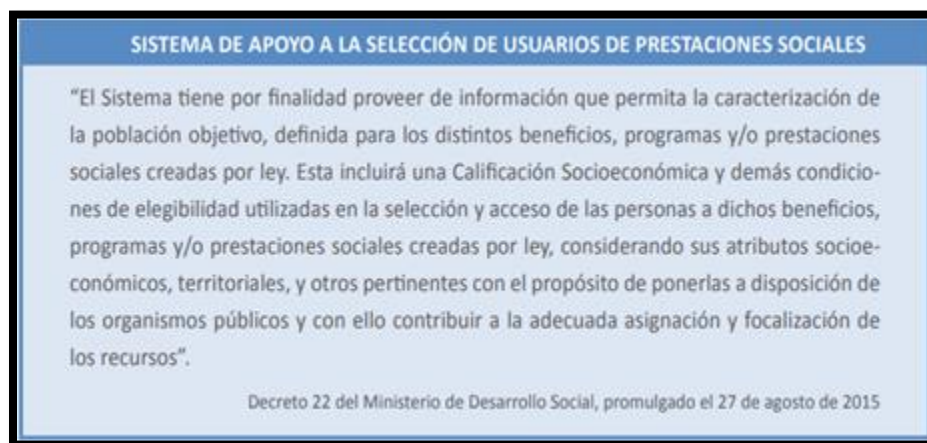 SISTEMA DE APOYO A LA SELECCIÓN DE USUARIOS DE PRESTACIONES SOCIALES
“El Sistema tiene por finalidad proveer de información que permita la caracterización de
la población objetivo, definida para los distintos beneficios, programas y/o prestaciones
sociales creadas por ley. Esta incluirá una Calificación Socioeconómica y demás condicio-
nes de elegibilidad utilizadas en la selección y acceso de las personas a dichos beneficios,
programas y/o prestaciones sociales creadas por ley, considerando sus atributos socioe-
conómicos, territoriales, y otros pertinentes con el propósito de ponerlas a disposición de
los organismos públicos y con ello contribuir a la adecuada asignación y focalización de
los recursos”.
Decreto 22 del Ministerio de Desarrollo Social, promulgado el 27 de agosto de 2015